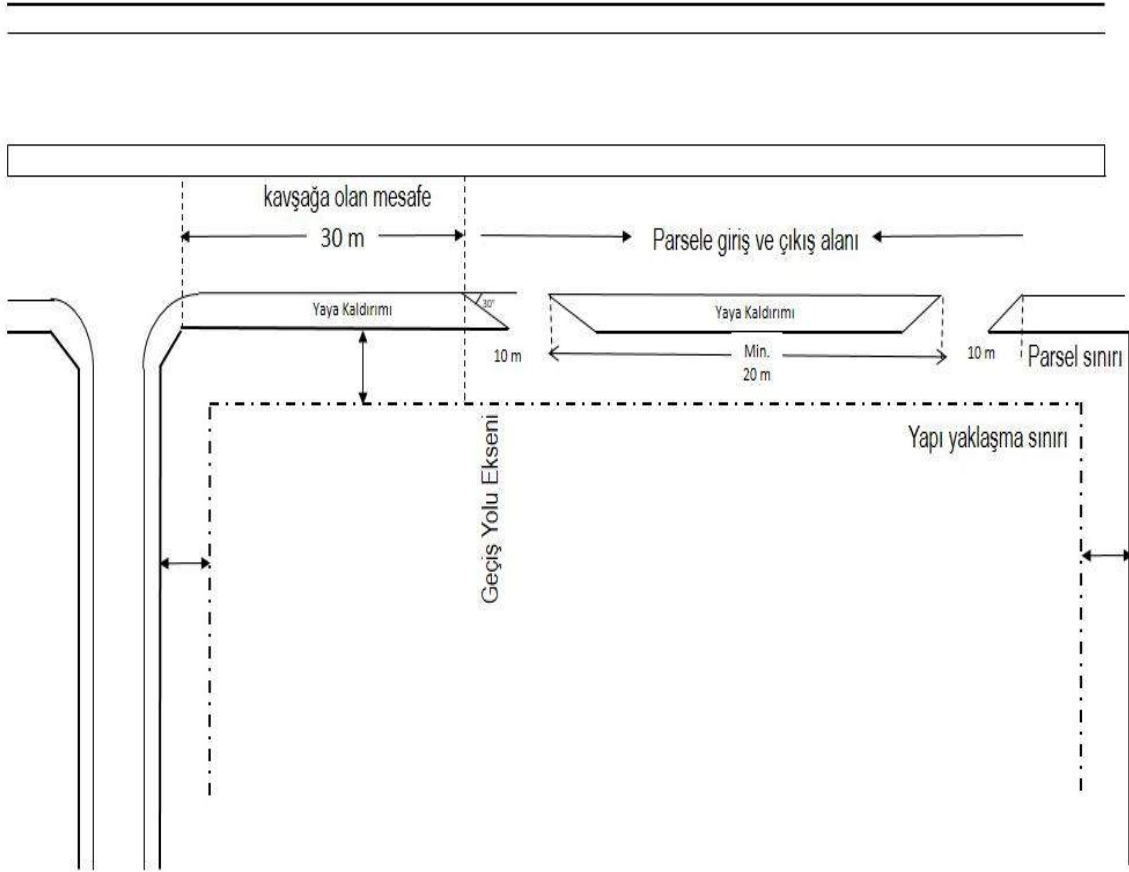 kavşağa olan mesafe
30 m
Parsele giriş ve çıkış alanı
Yaya Kaldırımı
30°
Yaya Kaldırımı
10 m
Min.
20 m
10 m
Parsel sınırı
Yapı yaklaşma sınırı
Geçiş Yolu Ekseni